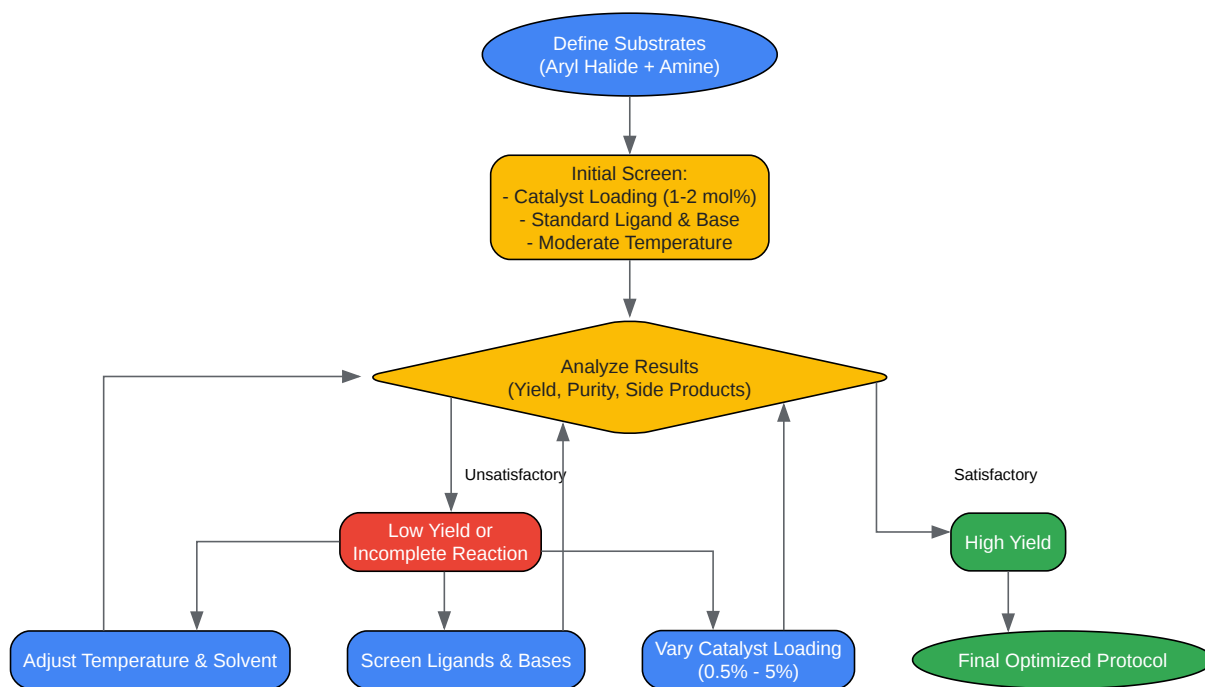 Define Substrates
(Aryl Halide + Amine)
Initial Screen:
- Catalyst Loading (1-2 mol%)
- Standard Ligand & Base
- Moderate Temperature
Analyze Results
(Yield, Purity, Side Products)
Unsatisfactory
Satisfactory
Low Yield or
Incomplete Reaction
High Yield
Adjust Temperature & Solvent
Screen Ligands & Bases
Vary Catalyst Loading
(0.5% - 5%)
Final Optimized Protocol